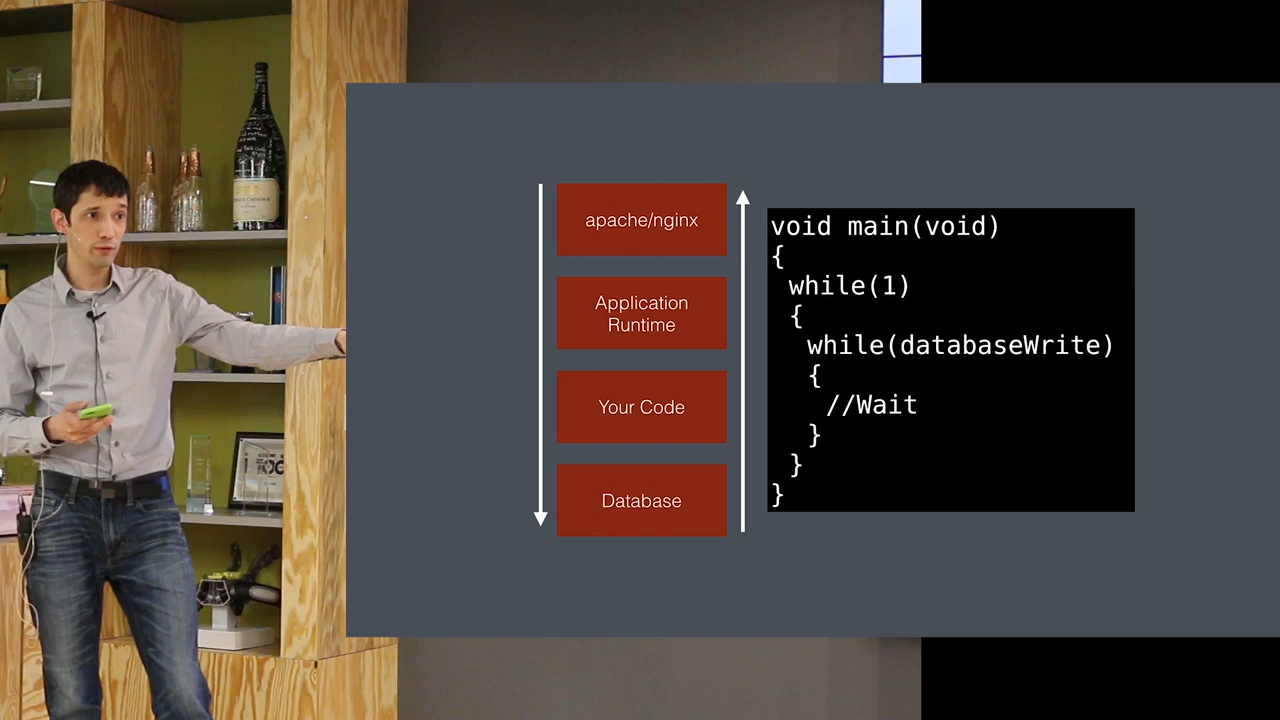 apache/nginx
Application
Runtime
Your Code
Database
void main(void)
{
while(1)
{
while(databaseWrite)
{
//Wait
}
}
}